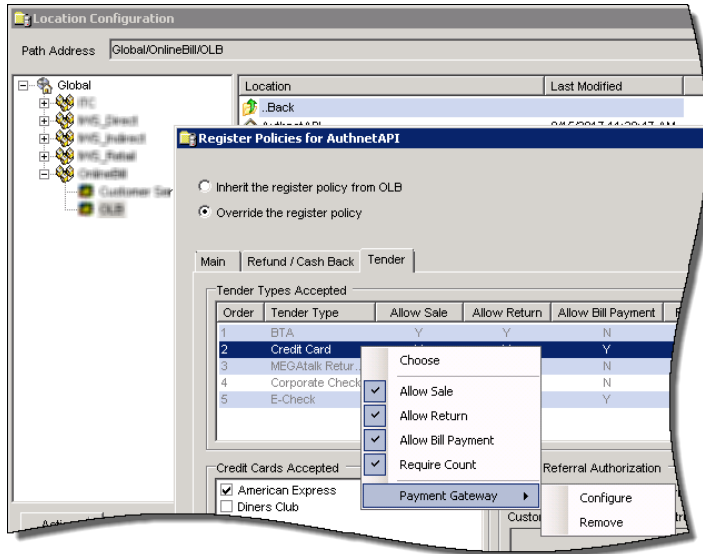 Location Configuration
Path Address Global/OnlineBill/OLB
Global
Location Last Modified
..Back
Register Policies for AuthnetAPI
Inherit the register policy from OLB
Override the register policy
Main Refund / Cash Back Tender
Tender Types Accepted
Order Tender Type Allow Sale Allow Return Allow Bill Payment
1 BTA Y Y N
2 Credit Card Y
3 MEGAtalk Retur... N
4 Corporate Check N
5 E-Check Y
Choose
Allow Sale
Allow Return
Allow Bill Payment
Require Count
Payment Gateway
Configure
Remove
Credit Cards Accepted
Referral Authorization
American Express
Diners Club